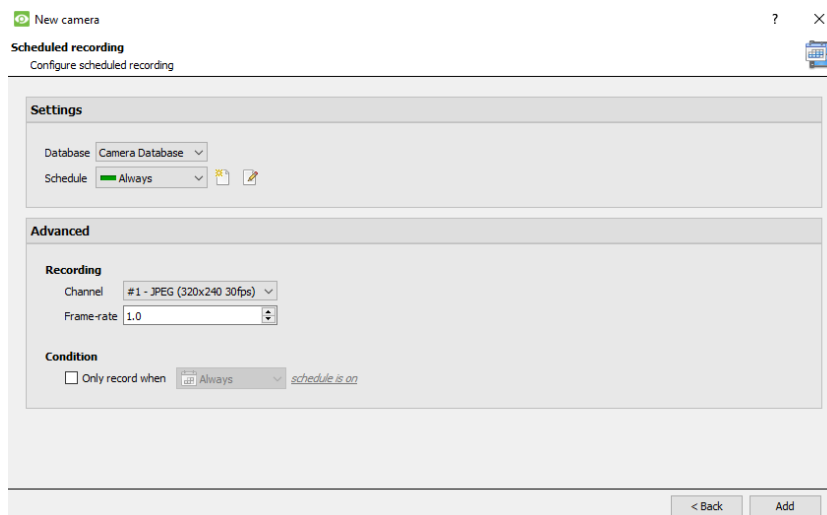 New camera ?
Scheduled recording
Configure scheduled recording
Settings
Database Camera Database
Schedule Always
Advanced
Recording
Channel #1 - JPEG (320x240 30fps)
Frame-rate 1.0
Condition
Only record when Always schedule is on
< Back Add